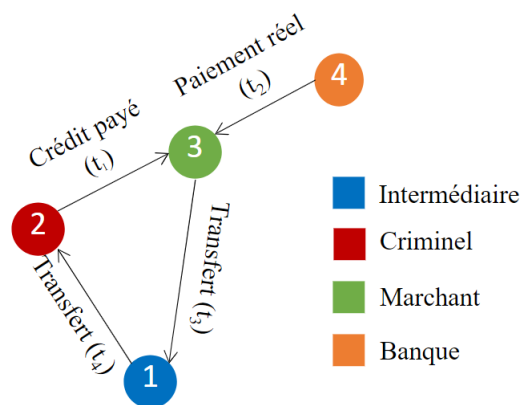 Paiement réel
(t2)
4
Crédit payé
(t1)
3
2
Transfert (t3)
Transfert (t4)
1
Intermédiaire
Criminel
Marchant
Banque